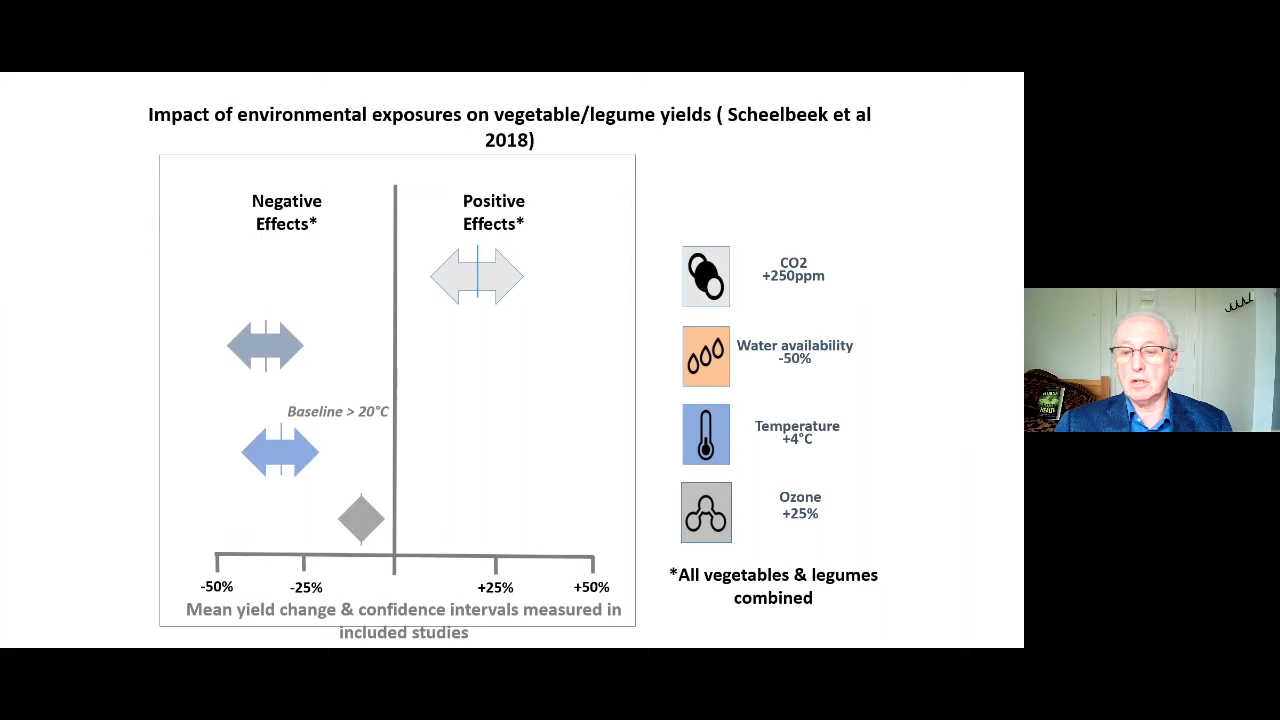 Impact of environmental exposures on vegetable/legume yields ( Scheelbeek et al
2018)
Negative
Effects*
Positive
Effects*
CO2
+250ppm
Water availability
-50%
Baseline > 20°C
Temperature
+4°C
Ozone
+25%
-50%
-25%
+25%
+50%
Mean yield change & confidence intervals measured in
included studies
*All vegetables & legumes
combined